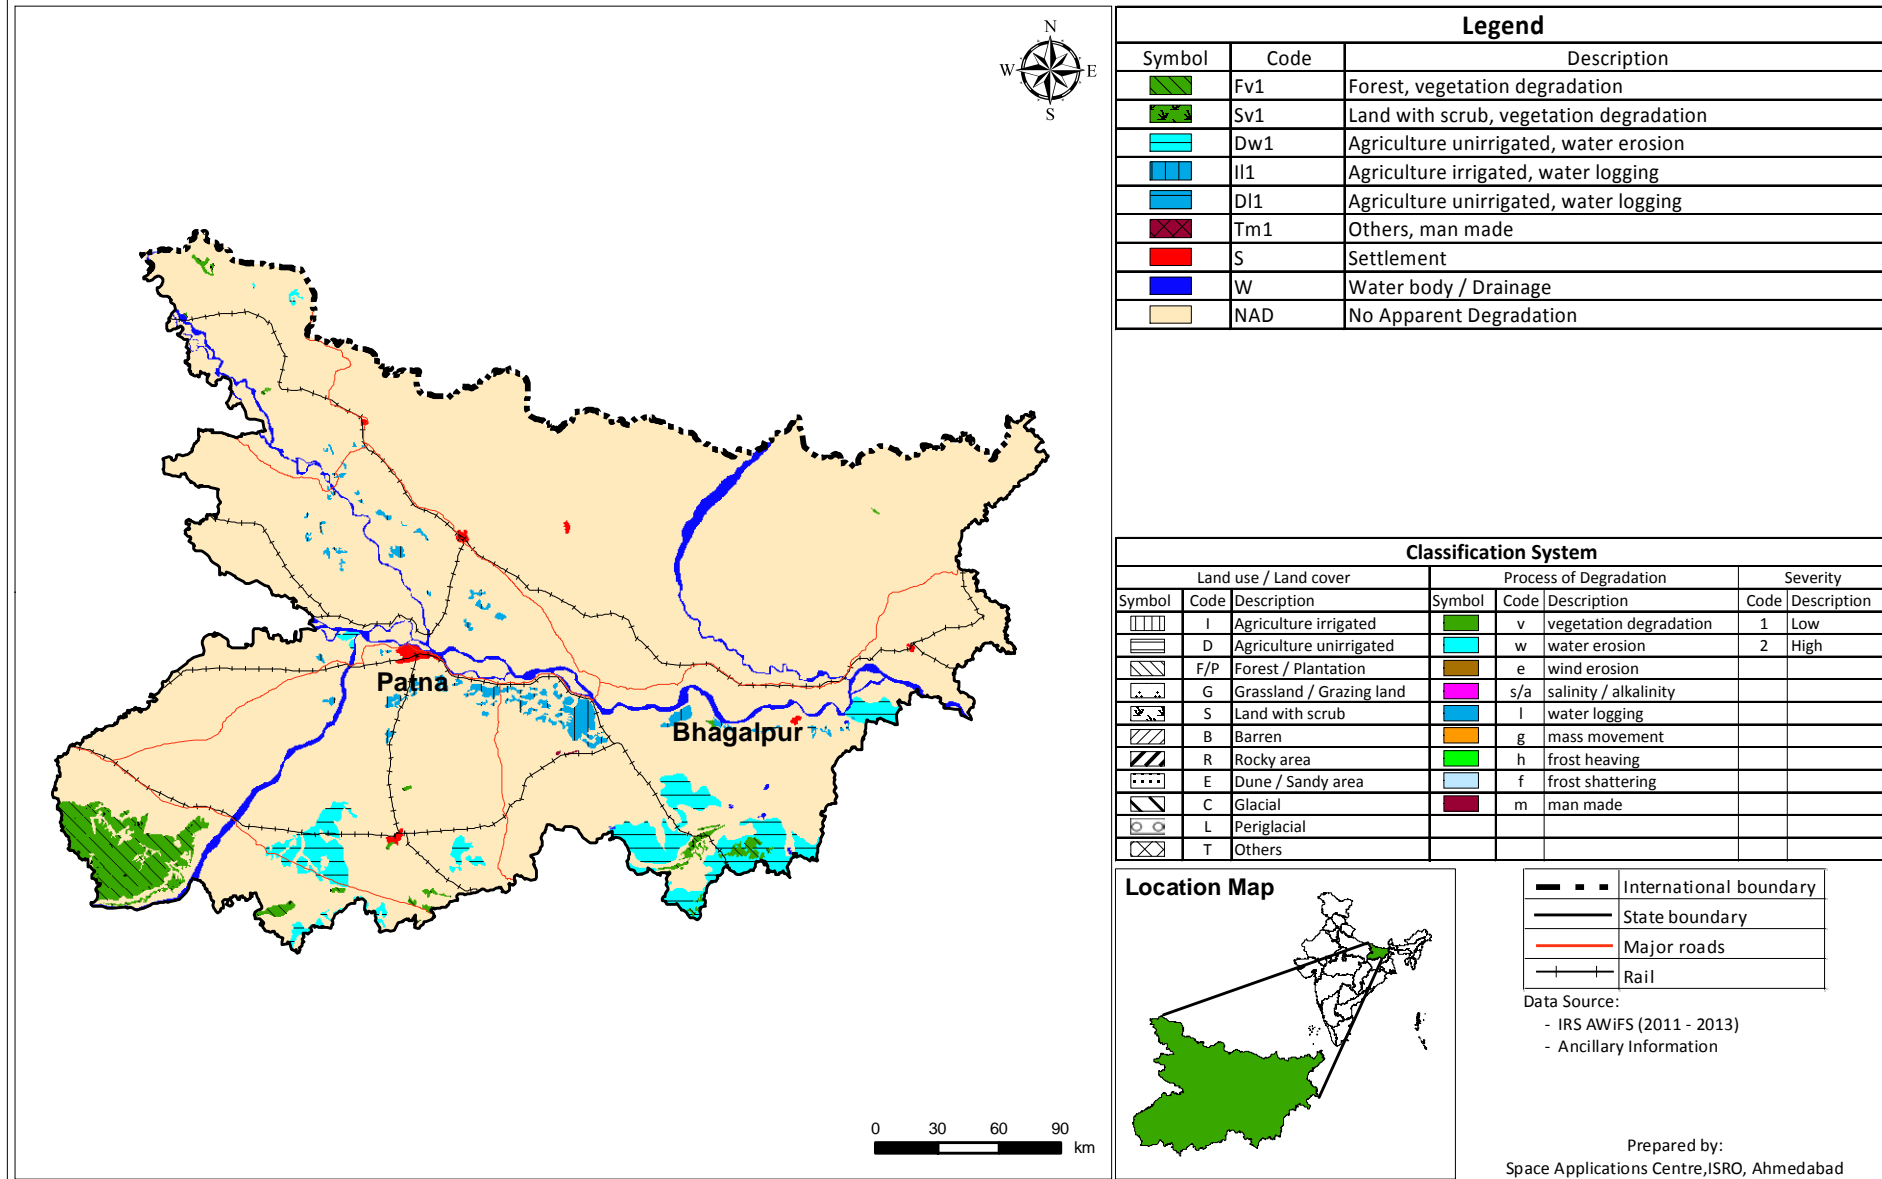 N
W E
S
Patna
Bhagalpur
0 30 60 90
km
Legend
Symbol Code Description
Fv1 Forest, vegetation degradation
Sv1 Land with scrub, vegetation degradation
Dw1 Agriculture unirrigated, water erosion
Il1 Agriculture irrigated, water logging
Dl1 Agriculture unirrigated, water logging
Tm1 Others, man made
S Settlement
W Water body / Drainage
NAD No Apparent Degradation
Classification System
Land use / Land cover Process of Degradation Severity
Symbol Code Description Symbol Code Description Code Description
I Agriculture irrigated v vegetation degradation 1 Low
D Agriculture unirrigated w water erosion 2 High
F/P Forest / Plantation e wind erosion
G Grassland / Grazing land s/a salinity / alkalinity
S Land with scrub l water logging
B Barren g mass movement
R Rocky area h frost heaving
E Dune / Sandy area f frost shattering
C Glacial m man made
L Periglacial
T Others
Location Map
International boundary
State boundary
Major roads
Rail
Data Source:
- IRS AWiFS (2011 - 2013)
- Ancillary Information
Prepared by:
Space Applications Centre,ISRO, Ahmedabad